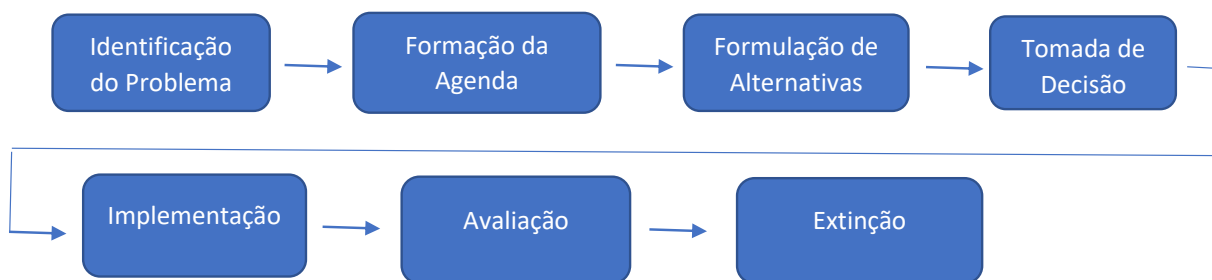 Identificação
do Problema
Formação da
Agenda
Formulação de
Alternativas
Tomada de
Decisão
Implementação
Avaliação
Extinção